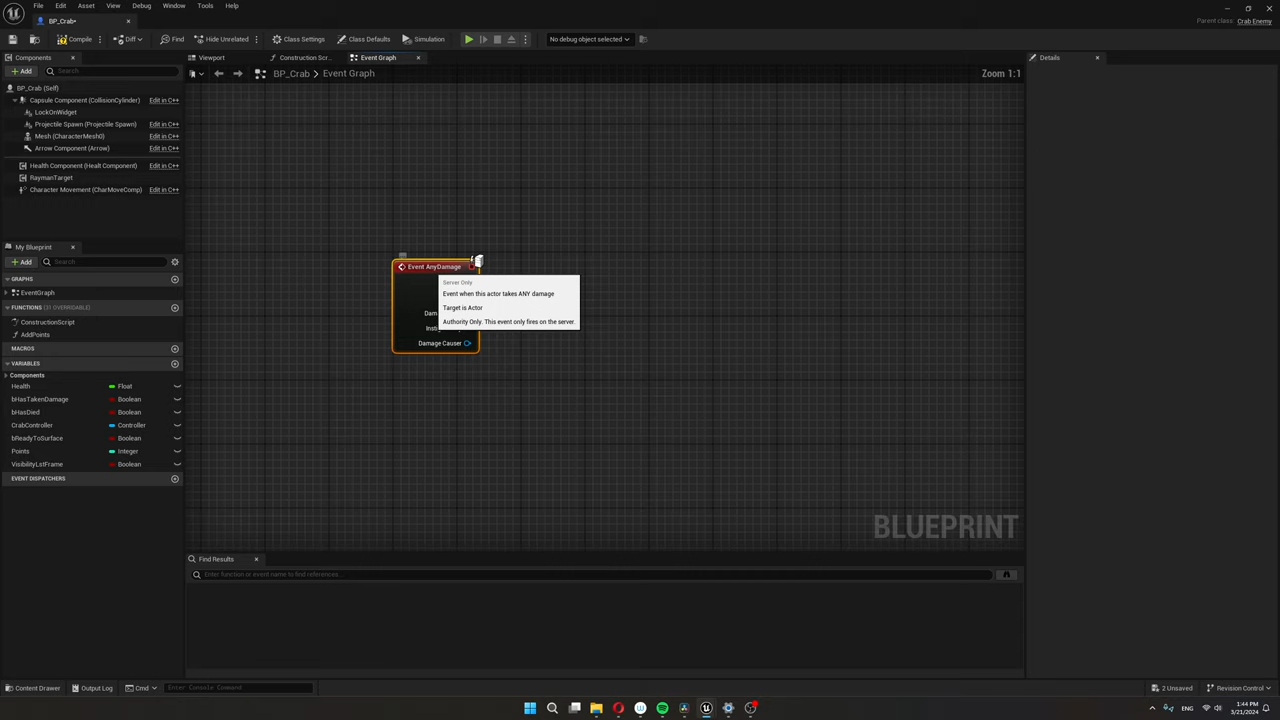 File Edit Asset View Debug Window Tools Help
BP_Crab•
Parent class: Crab Enemy
Compile Diff Find Hide Unrelated Class Settings Class Defaults Simulation No debug object selected
Components
Viewport Construction Scr... Event Graph
Details
Add Search
BP_Crab > Event Graph
Zoom 1:1
BP_Crab (Self)
Capsule Component (CollisionCylinder) Edit in C++
LockOnWidget
Projectile Spawn (Projectile Spawn) Edit in C++
Mesh (CharacterMesh0) Edit in C++
Arrow Component (Arrow) Edit in C++
Health Component (Healt Component) Edit in C++
RaymanTarget
Character Movement (CharMoveComp) Edit in C++
My Blueprint
Add Search
GRAPHS
EventGraph
FUNCTIONS (31 OVERRIDABLE)
ConstructionScript
AddPoints
MACROS
VARIABLES
Components
Health Float
bHasTakenDamage Boolean
bHasDied Boolean
CrabController Controller
bReadyToSurface Boolean
Points Integer
VisibilityLstFrame Boolean
EVENT DISPATCHERS
Event AnyDamage
Server Only
Event when this actor takes ANY damage
Target is Actor
Authority Only. This event only fires on the server.
Damage Causer
BLUEPRINT
Find Results
Enter function or event name to find references...
Content Drawer Output Log Cmd Enter Console Command
2 Unsaved Revision Control
ENG
1:44 PM
3/21/2024